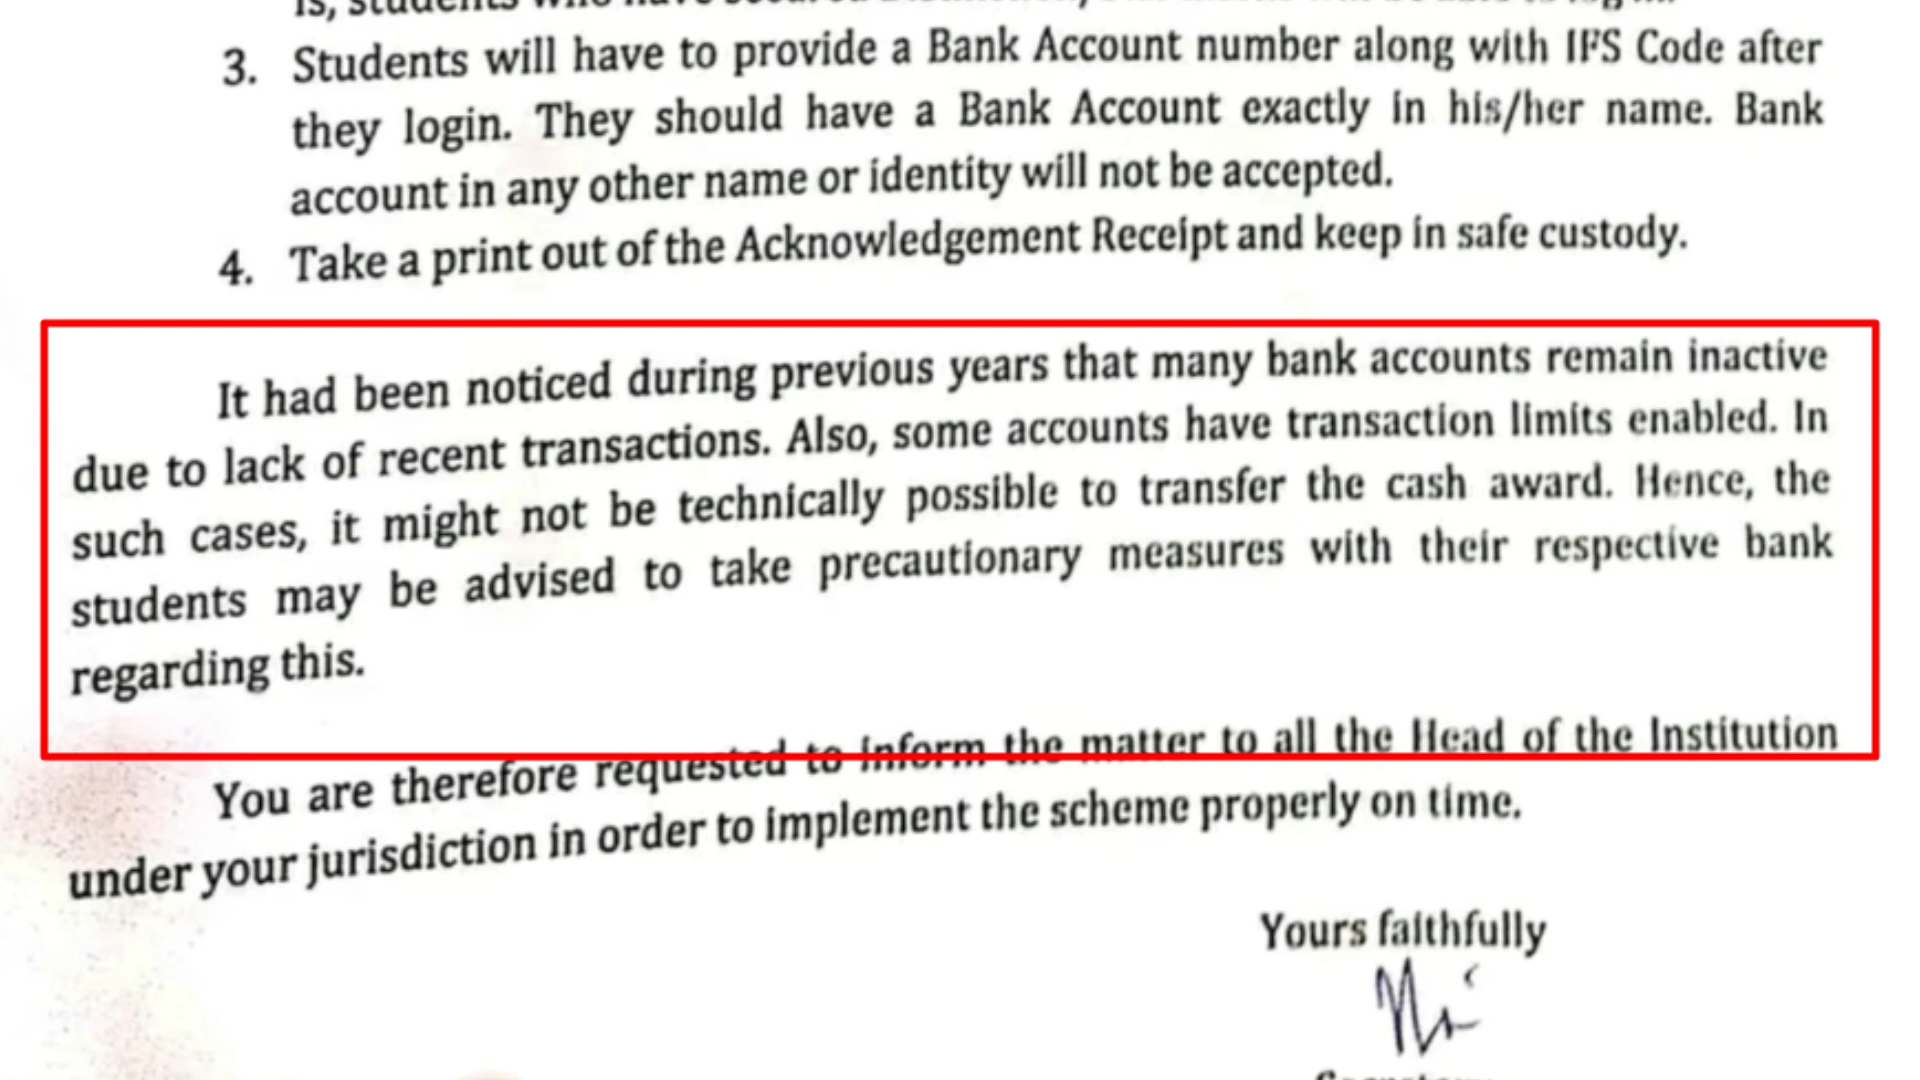 is, students who have secured
3. Students will have to provide a Bank Account number along with IFS Code after
they login. They should have a Bank Account exactly in his/her name. Bank
account in any other name or identity will not be accepted.
4. Take a print out of the Acknowledgement Receipt and keep in safe custody.
It had been noticed during previous years that many bank accounts remain inactive
due to lack of recent transactions. Also, some accounts have transaction limits enabled. In
such cases, it might not be technically possible to transfer the cash award. Hence, the
students may be advised to take precautionary measures with their respective bank
regarding this.
You are therefore requested to inform the matter to all the Head of the Institution
under your jurisdiction in order to implement the scheme properly on time.
Yours faithfully